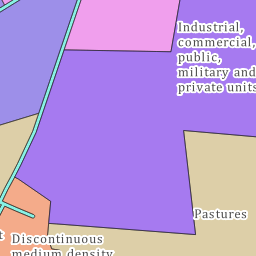 Industrial,
commercial,
public,
military and
private units
Pastures
t
Discontinuous
medium density